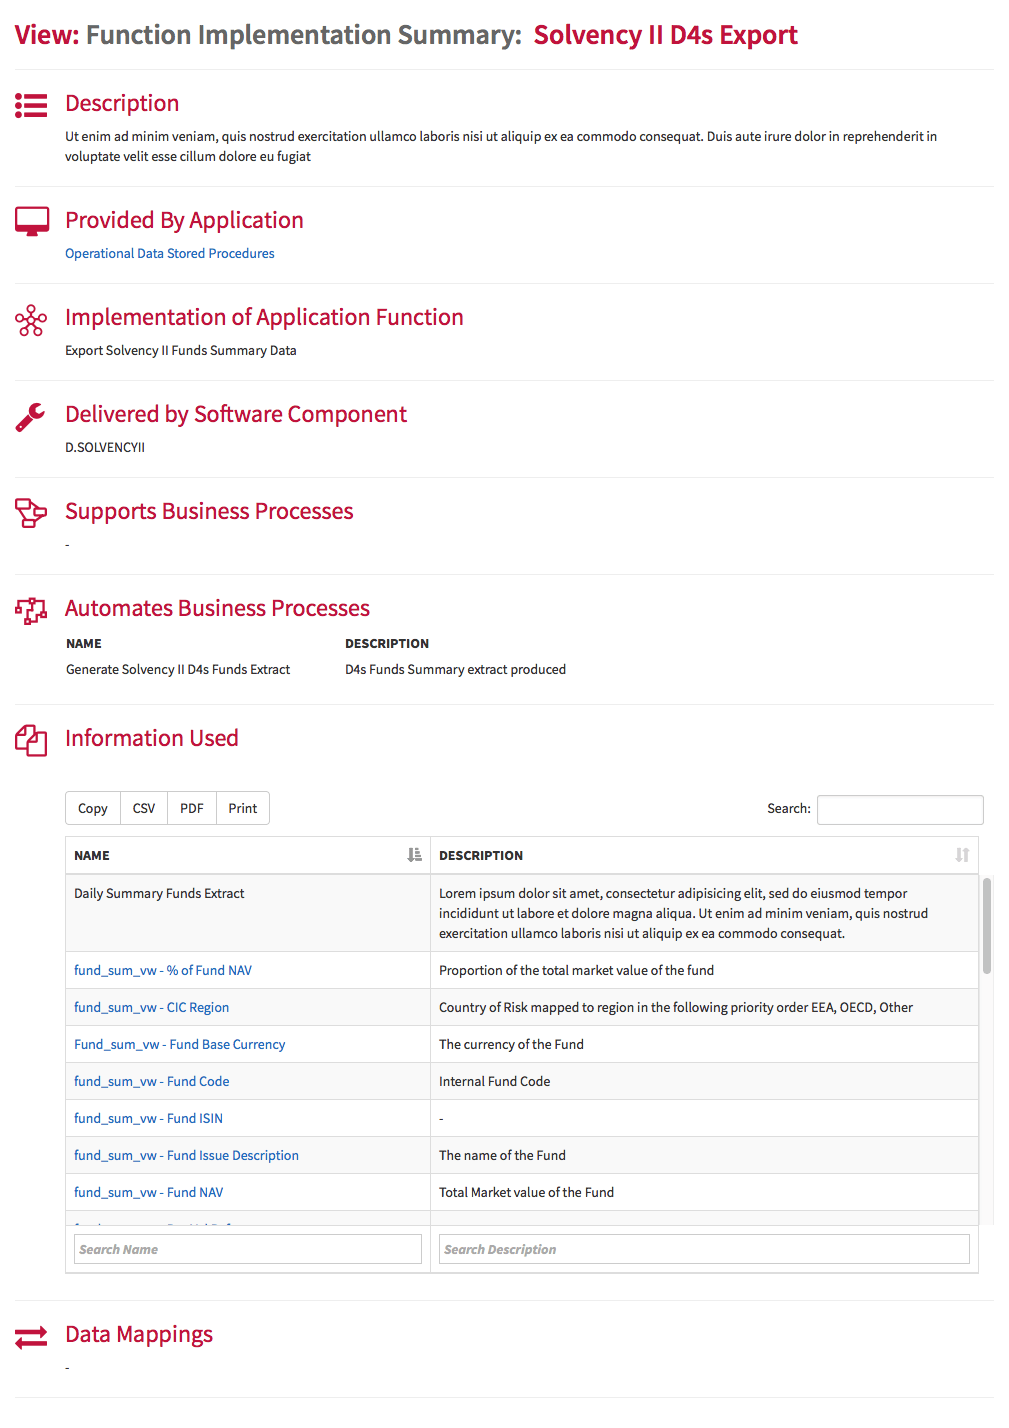 View: Function Implementation Summary: Solvency II D4s Export
Description
Ut enim ad minim veniam, quis nostrud exercitation ullamco laboris nisi ut aliquip ex ea commodo consequat. Duis aute irure dolor in reprehenderit in
voluptate velit esse cillum dolore eu fugiat
Provided By Application
Operational Data Stored Procedures
Implementation of Application Function
Export Solvency II Funds Summary Data
Delivered by Software Component
D.SOLVENCYII
Supports Business Processes
-
Automates Business Processes
NAME DESCRIPTION
Generate Solvency II D4s Funds Extract D4s Funds Summary extract produced
Information Used
Copy CSV PDF Print Search:
NAME DESCRIPTION
Daily Summary Funds Extract Lorem ipsum dolor sit amet, consectetur adipisicing elit, sed do eiusmod tempor
incididunt ut labore et dolore magna aliqua. Ut enim ad minim veniam, quis nostrud
exercitation ullamco laboris nisi ut aliquip ex ea commodo consequat.
fund_sum_vw - % of Fund NAV Proportion of the total market value of the fund
fund_sum_vw - CIC Region Country of Risk mapped to region in the following priority order EEA, OECD, Other
Fund_sum_vw - Fund Base Currency The currency of the Fund
fund_sum_vw - Fund Code Internal Fund Code
fund_sum_vw - Fund ISIN -
fund_sum_vw - Fund Issue Description The name of the Fund
fund_sum_vw - Fund NAV Total Market value of the Fund
Search Name Search Description
Data Mappings
-